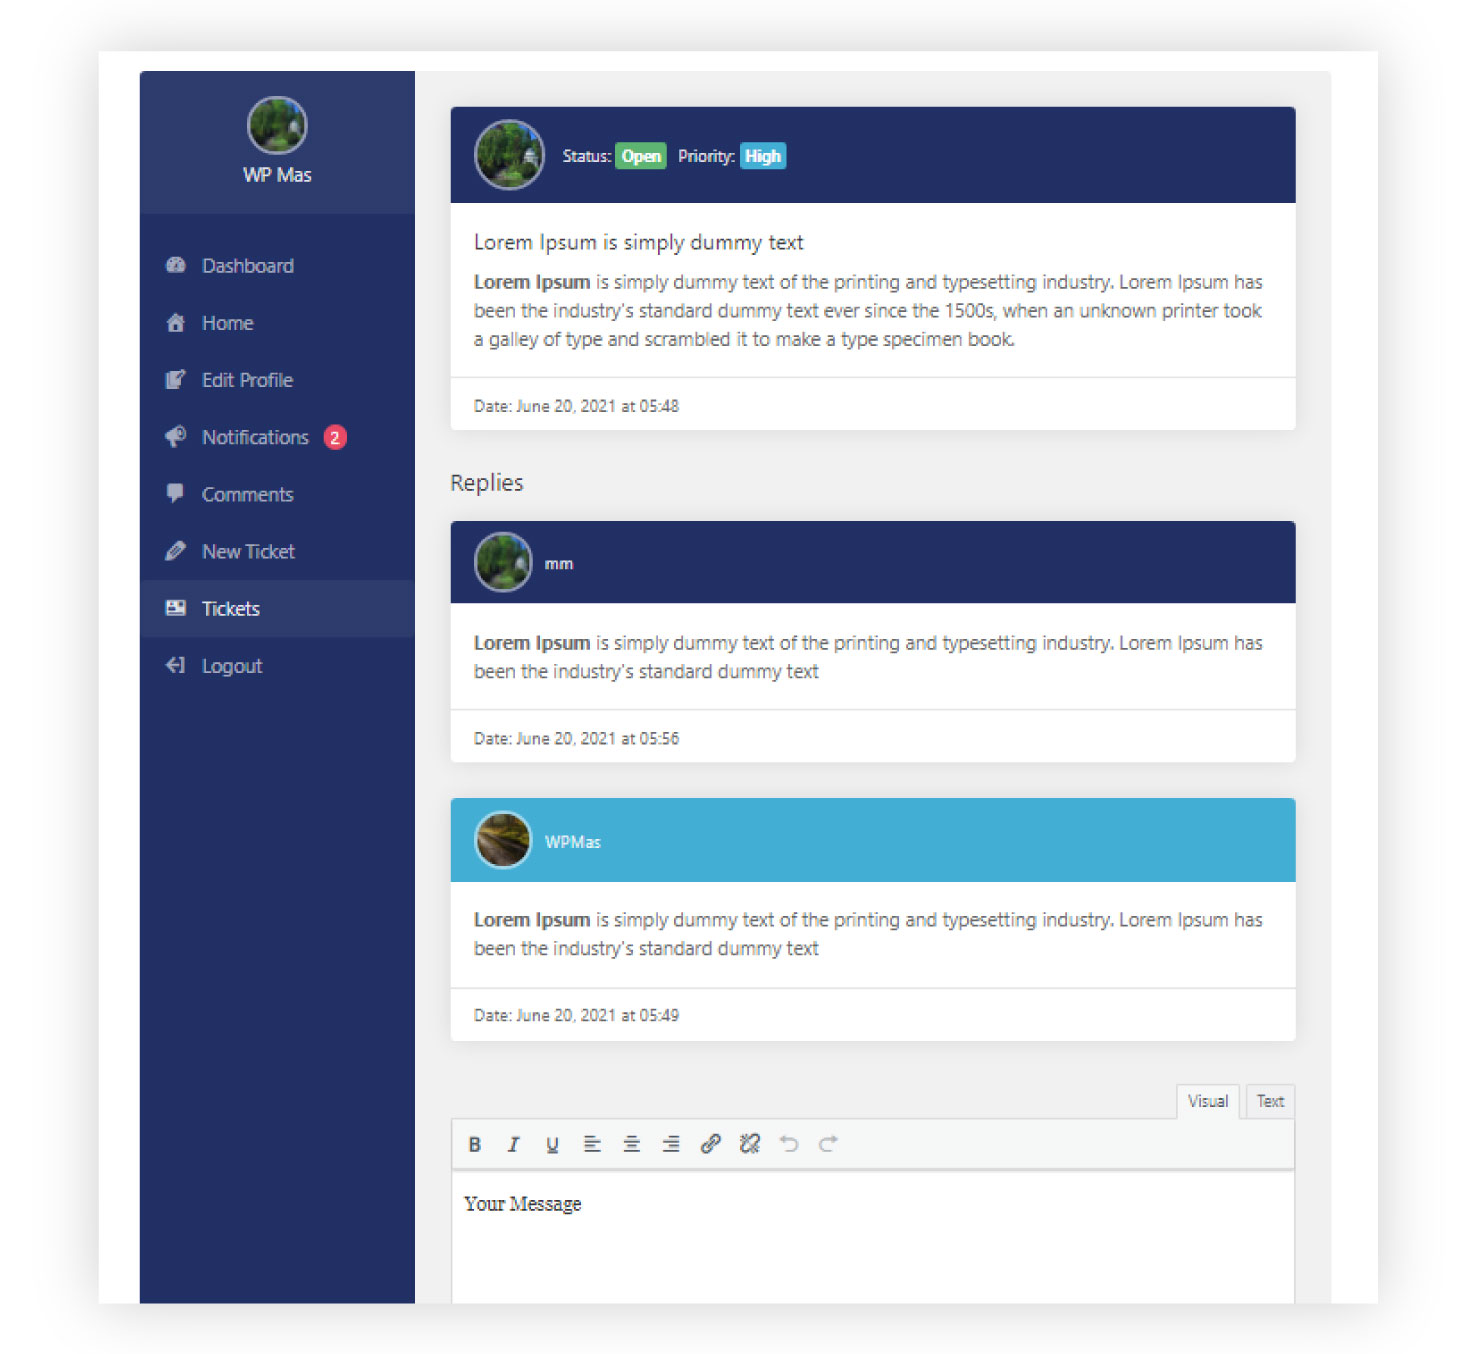 WP Mas
Dashboard
Home
Edit Profile
Notifications 2
Comments
New Ticket
Tickets
Logout
Status: Open Priority: High
Lorem Ipsum is simply dummy text
Lorem Ipsum is simply dummy text of the printing and typesetting industry. Lorem Ipsum has
been the industry's standard dummy text ever since the 1500s, when an unknown printer took
a galley of type and scrambled it to make a type specimen book.
Date: June 20, 2021 at 05:48
Replies
mm
Lorem Ipsum is simply dummy text of the printing and typesetting industry. Lorem Ipsum has
been the industry's standard dummy text
Date: June 20, 2021 at 05:56
WPMas
Lorem Ipsum is simply dummy text of the printing and typesetting industry. Lorem Ipsum has
been the industry's standard dummy text
Date: June 20, 2021 at 05:49
Visual Text
B I U
Your Message